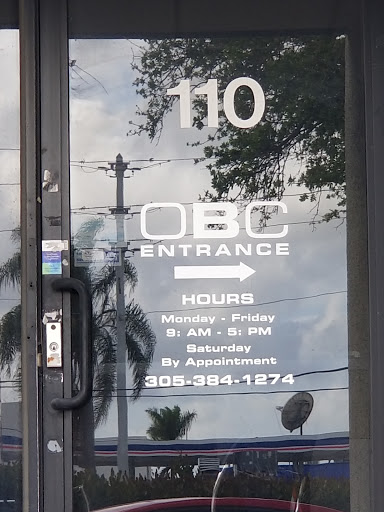 110
OBC
ENTRANCE
HOURS
Monday - Friday
9: AM - 5: PM
Saturday
By Appointment
305-384-1274